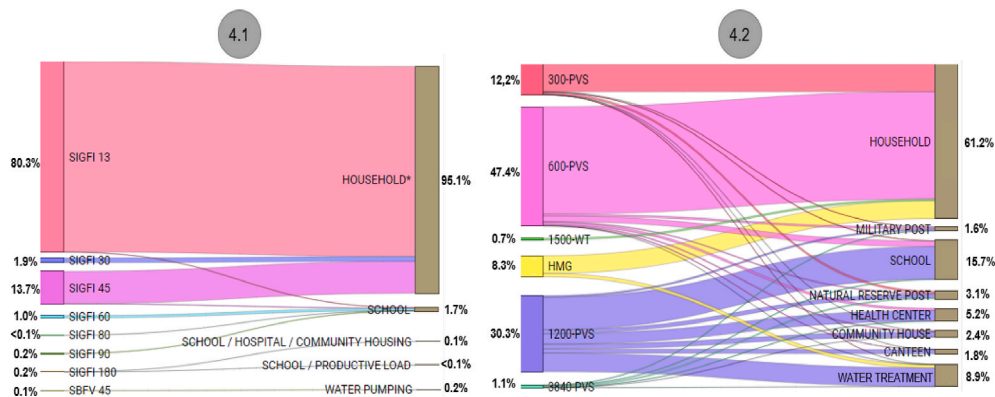 4.1
80.3%
SIGFI 13
HOUSEHOLD*
95.1%
1.9%
SIGFI 30
13.7%
SIGFI 45
1.0%
SIGFI 60
SCHOOL
1.7%
<0.1%
SIGFI 80
0.2%
SIGFI 90
SCHOOL / HOSPITAL / COMMUNITY HOUSING
0.1%
0.2%
SIGFI 180
SCHOOL / PRODUCTIVE LOAD
<0.1%
0.1%
SBFV 45
WATER PUMPING
0.2%
4.2
12,2%
300-PVS
47.4%
600-PVS
HOUSEHOLD
61.2%
0.7%
1500-WT
MILITARY POST
1.6%
8.3%
HMG
SCHOOL
15.7%
30.3%
1200-PVS
NATURAL RESERVE POST
3.1%
HEALTH CENTER
5.2%
COMMUNITY HOUSE
2.4%
CANTEEN
1.8%
1.1%
3840-PVS
WATER TREATMENT
8.9%